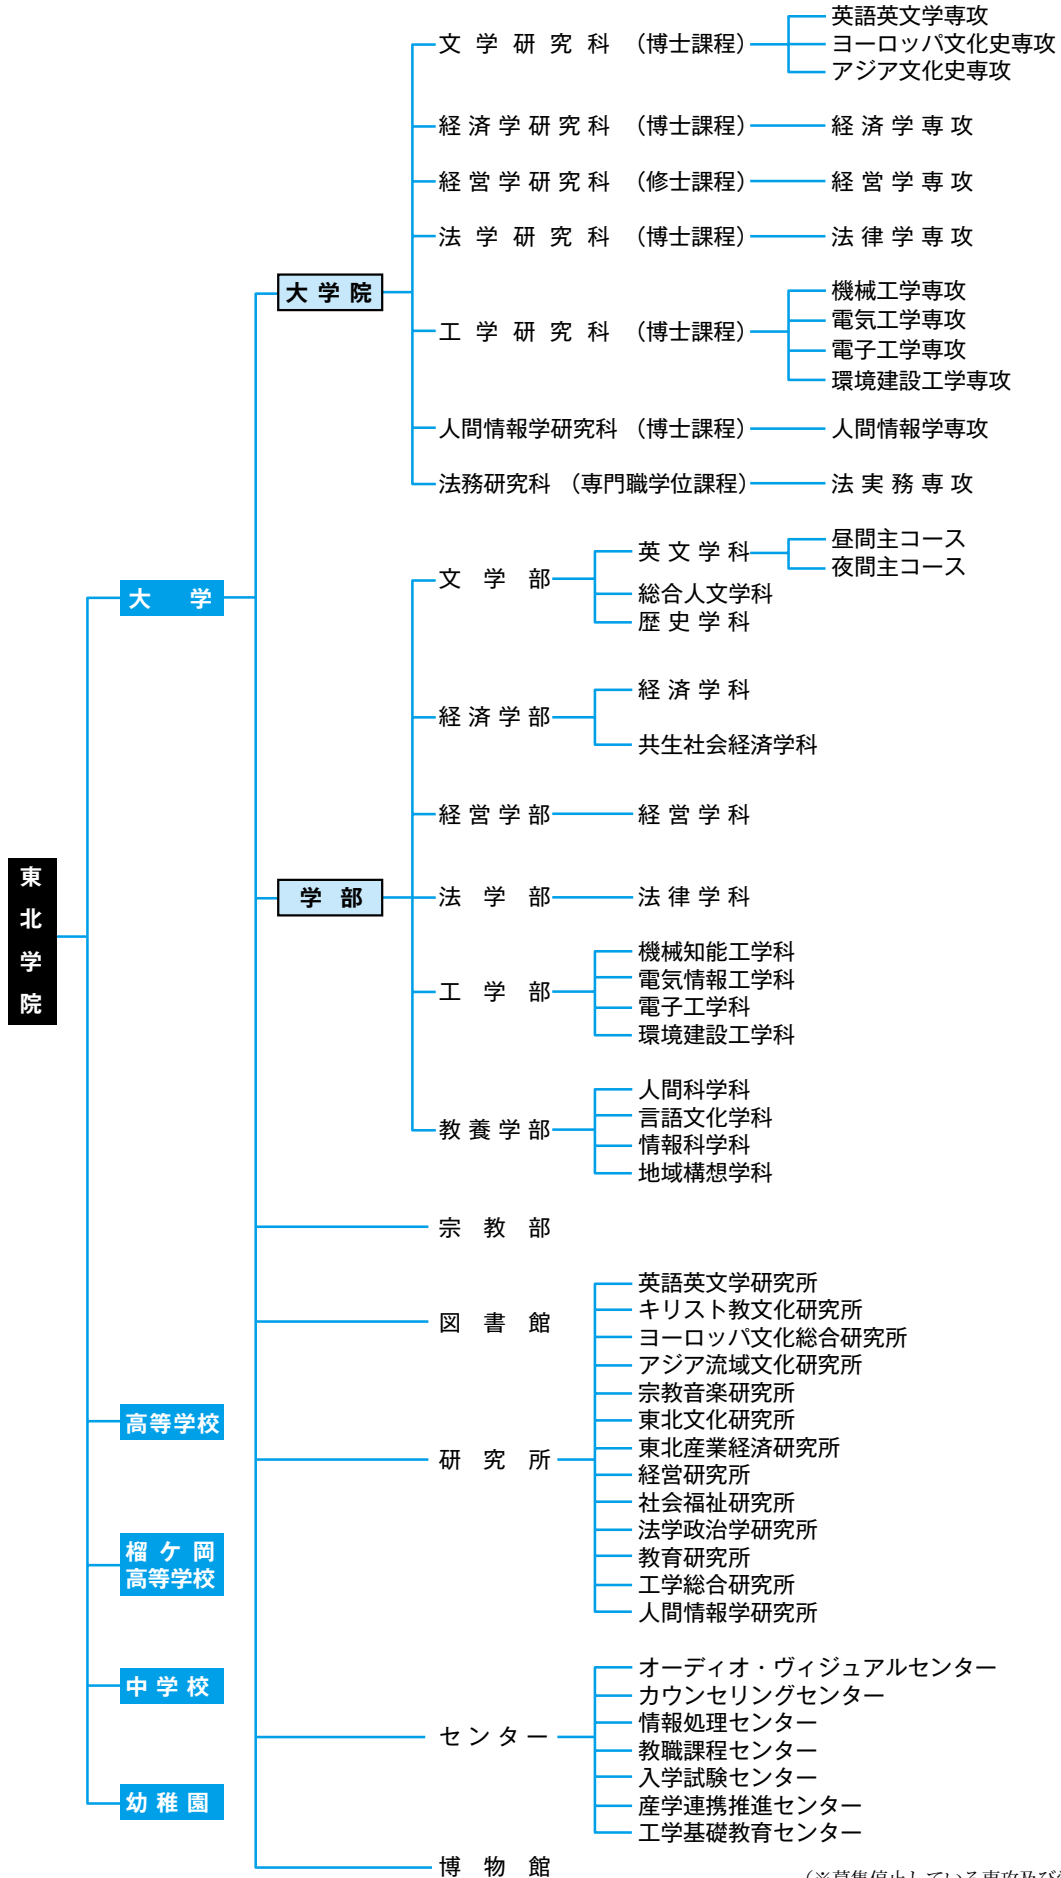 東北学院
大学
大学院
文学研究科（博士課程）
英語英文学専攻
ヨーロッパ文化史専攻
アジア文化史専攻
経済学研究科（博士課程）
経済学専攻
経営学研究科（修士課程）
経営学専攻
法学研究科（博士課程）
法律学専攻
工学研究科（博士課程）
機械工学専攻
電気工学専攻
電子工学専攻
環境建設工学専攻
人間情報学研究科（博士課程）
人間情報学専攻
法務研究科（専門職学位課程）
法実務専攻
学部
文学部
英文学科
昼間主コース
夜間主コース
総合人文学科
歴史学科
経済学部
経済学科
共生社会経済学科
経営学部
経営学科
法学部
法律学科
工学部
機械知能工学科
電気情報工学科
電子工学科
環境建設工学科
教養学部
人間科学科
言語文化学科
情報科学科
地域構想学科
宗教部
図書館
研究所
英語英文学研究所
キリスト教文化研究所
ヨーロッパ文化総合研究所
アジア流域文化研究所
宗教音楽研究所
東北文化研究所
東北産業経済研究所
経営研究所
社会福祉研究所
法学政治学研究所
教育研究所
工学総合研究所
人間情報学研究所
センター
オーディオ・ヴィジュアルセンター
カウンセリングセンター
情報処理センター
教職課程センター
入学試験センター
産学連携推進センター
工学基礎教育センター
博物館
高等学校
榴ケ岡
高等学校
中学校
幼稚園
（※募集停止している専攻及び